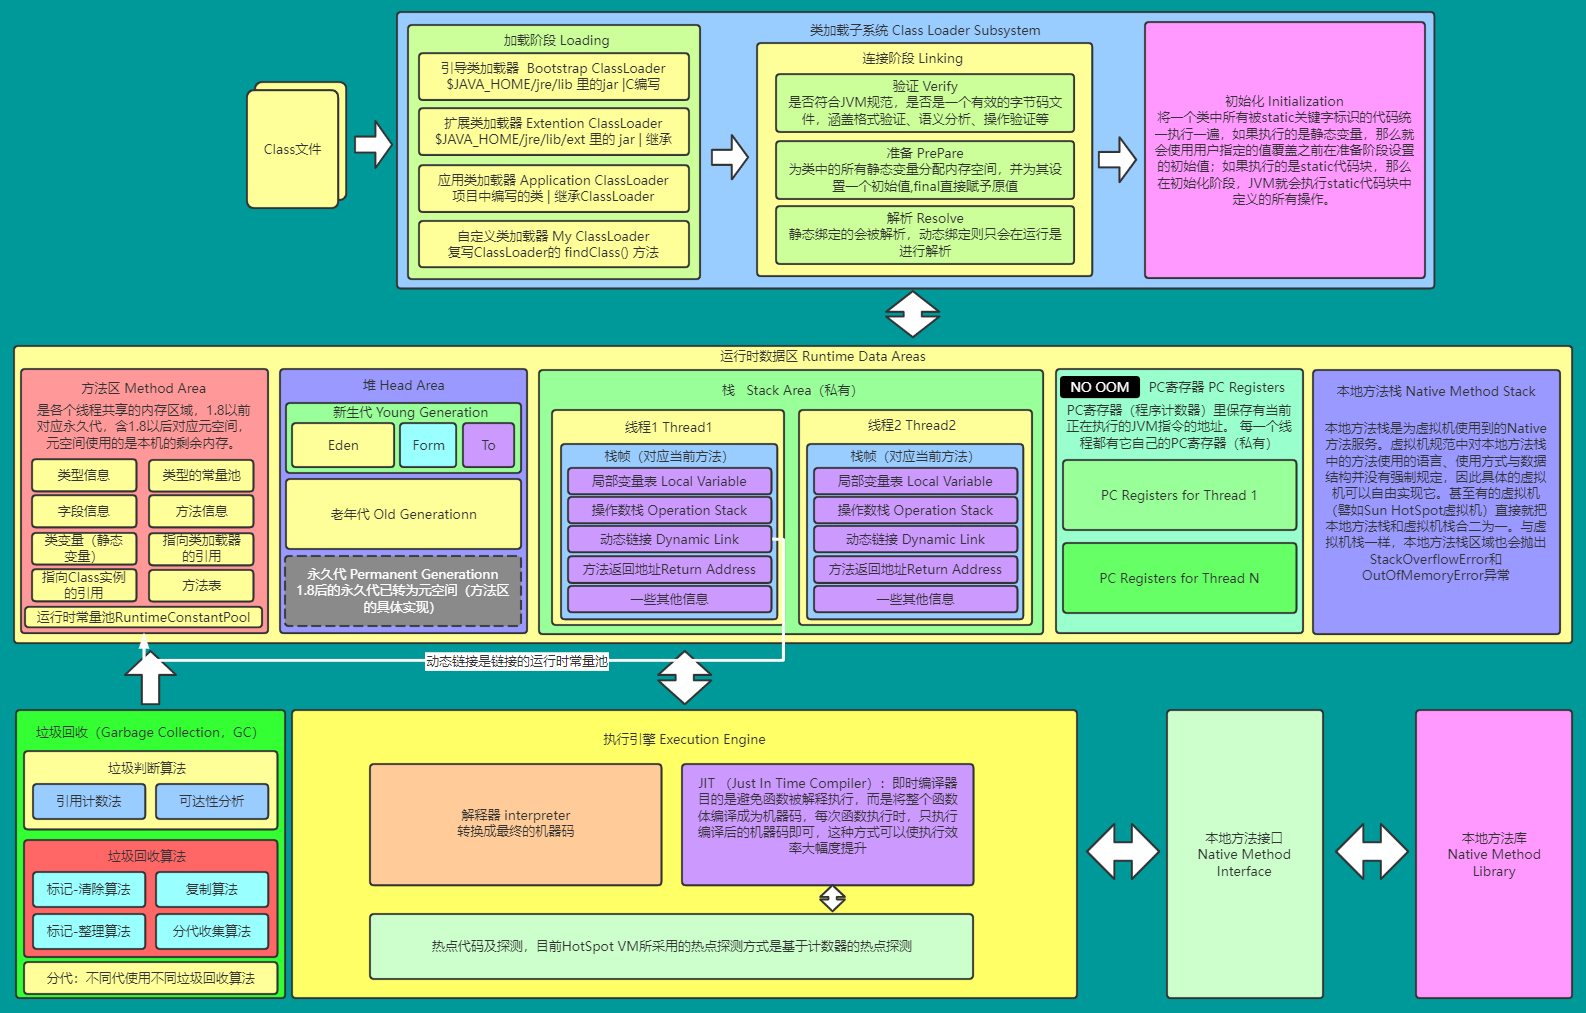 类加载子系统 Class Loader Subsystem
Class文件
加载阶段 Loading
引导类加载器  Bootstrap ClassLoader
$JAVA_HOME/jre/lib 里的jar |C编写
扩展类加载器 Extention ClassLoader
$JAVA_HOME/jre/lib/ext 里的 jar | 继承
应用类加载器 Application ClassLoader
项目中编写的类 | 继承ClassLoader
自定义类加载器 My ClassLoader
复写ClassLoader的 findClass() 方法
连接阶段 Linking
验证 Verify
是否符合JVM规范，是否是一个有效的字节码文
件，涵盖格式验证、语义分析、操作验证等
准备 PrePare
为类中的所有静态变量分配内存空间，并为其设
置一个初始值,final直接赋予原值
解析 Resolve
静态绑定的会被解析，动态绑定则只会在运行是
进行解析
初始化 Initialization
将一个类中所有被static关键字标识的代码统
一执行一遍，如果执行的是静态变量，那么就
会使用用户指定的值覆盖之前在准备阶段设置
的初始值；如果执行的是static代码块，那么
在初始化阶段，JVM就会执行static代码块中
定义的所有操作。
运行时数据区 Runtime Data Areas
方法区 Method Area
是各个线程共享的内存区域，1.8以前
对应永久代，含1.8以后对应元空间，
元空间使用的是本机的剩余内存。
类型信息
类型的常量池
字段信息
方法信息
类变量（静态
变量）
指向类加载器
的引用
指向Class实例
的引用
方法表
运行时常量池RuntimeConstantPool
堆 Head Area
新生代 Young Generation
Eden
Form
To
老年代 Old Generationn
永久代 Permanent Generationn
1.8后的永久代已转为元空间（方法区
的具体实现）
栈   Stack Area（私有）
线程1 Thread1
栈帧（对应当前方法）
局部变量表 Local Variable
操作数栈 Operation Stack
动态链接 Dynamic Link
方法返回地址Return Address
一些其他信息
线程2 Thread2
栈帧（对应当前方法）
局部变量表 Local Variable
操作数栈 Operation Stack
动态链接 Dynamic Link
方法返回地址Return Address
一些其他信息
NO OOM
PC寄存器 PC Registers
PC寄存器（程序计数器）里保存有当前
正在执行的JVM指令的地址。 每一个线
程都有它自己的PC寄存器（私有）
PC Registers for Thread 1
PC Registers for Thread N
本地方法栈 Native Method Stack
本地方法栈是为虚拟机使用到的Native
方法服务。虚拟机规范中对本地方法栈
中的方法使用的语言、使用方式与数据
结构并没有强制规定，因此具体的虚拟
机可以自由实现它。甚至有的虚拟机
（譬如Sun HotSpot虚拟机）直接就把
本地方法栈和虚拟机栈合二为一。与虚
拟机栈一样，本地方法栈区域也会抛出
StackOverflowError和
OutOfMemoryError异常
动态链接是链接的运行时常量池
垃圾回收（Garbage Collection，GC）
垃圾判断算法
引用计数法
可达性分析
垃圾回收算法
标记-清除算法
复制算法
标记-整理算法
分代收集算法
分代：不同代使用不同垃圾回收算法
执行引擎 Execution Engine
解释器 interpreter
转换成最终的机器码
JIT （Just In Time Compiler）：即时编译器
目的是避免函数被解释执行，而是将整个函数
体编译成为机器码，每次函数执行时，只执行
编译后的机器码即可，这种方式可以使执行效
率大幅度提升
热点代码及探测，目前HotSpot VM所采用的热点探测方式是基于计数器的热点探测
本地方法接口
Native Method
Interface
本地方法库
Native Method
Library